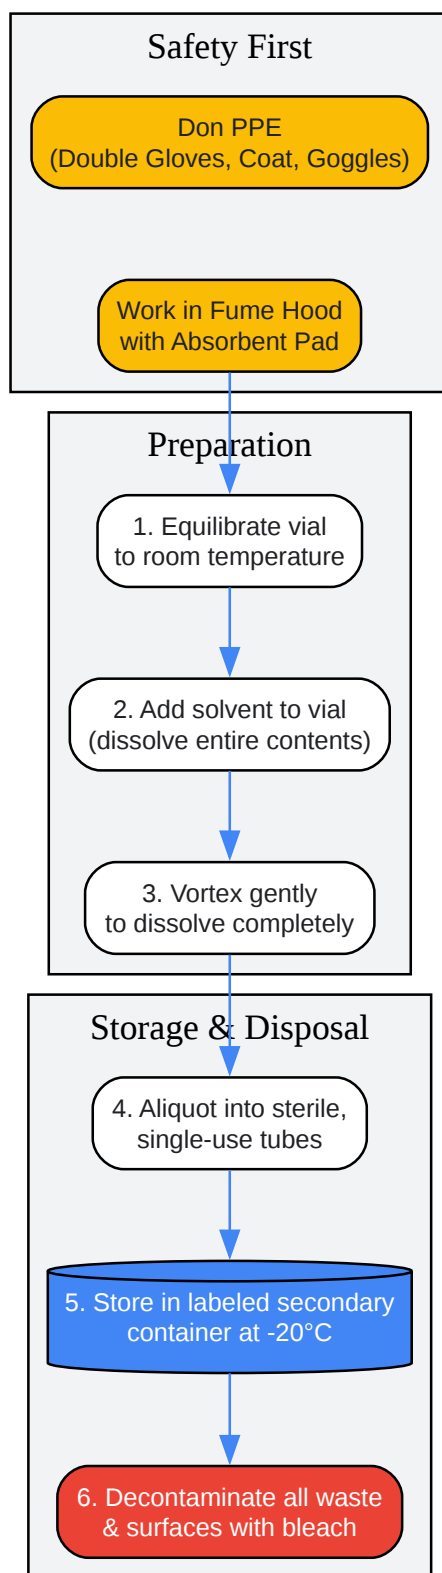 Safety First
Don PPE
(Double Gloves, Coat, Goggles)
Work in Fume Hood
with Absorbent Pad
Preparation
1. Equilibrate vial
to room temperature
2. Add solvent to vial
(dissolve entire contents)
3. Vortex gently
to dissolve completely
Storage & Disposal
4. Aliquot into sterile,
single-use tubes
5. Store in labeled secondary
container at -20°C
6. Decontaminate all waste
& surfaces with bleach